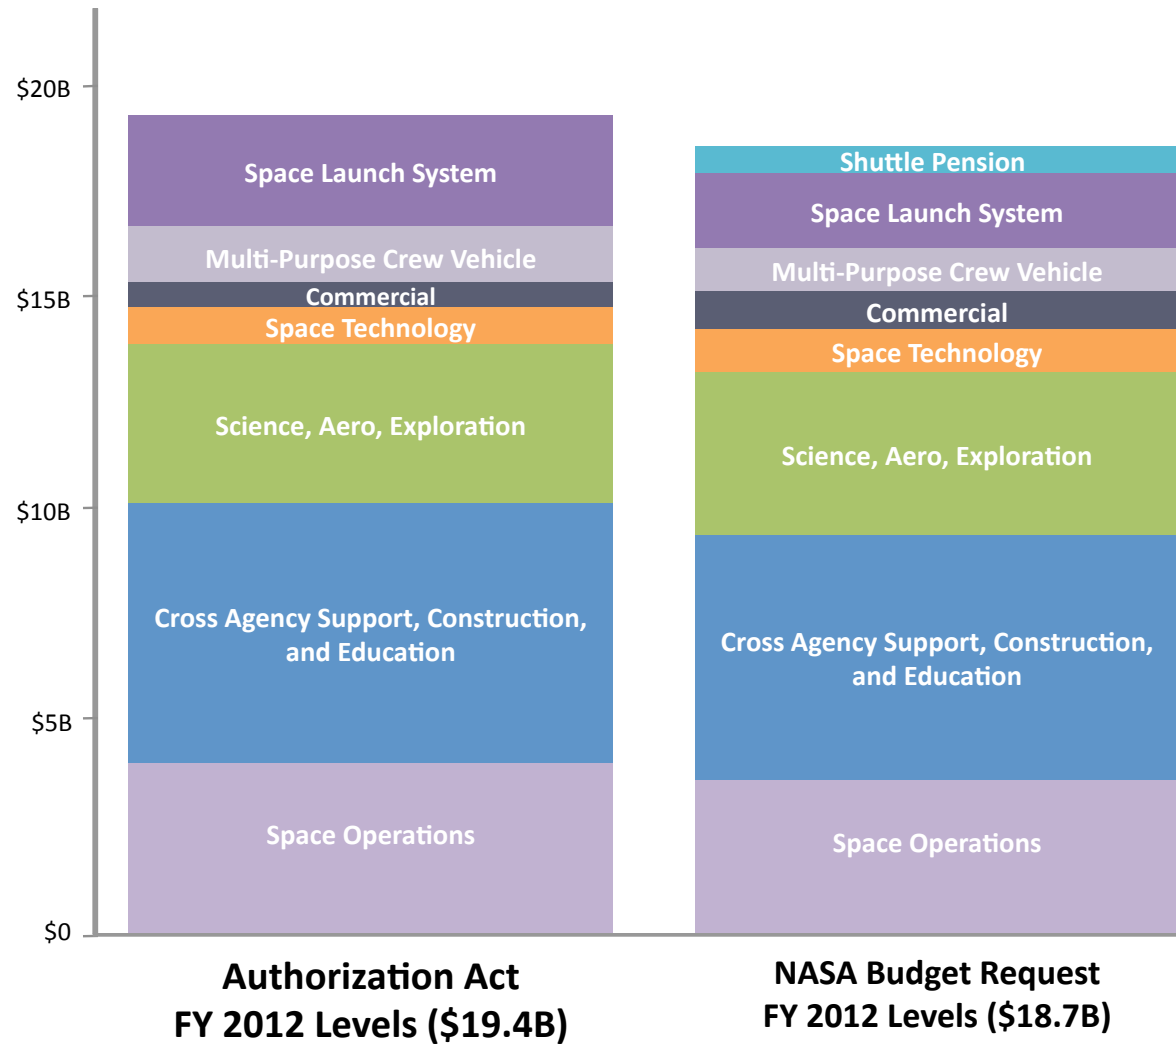 $20B
$15B
$10B
$5B
$0
Space Launch System
Multi-Purpose Crew Vehicle
Commercial
Space Technology
Science, Aero, Exploration
Cross Agency Support, Construction,
and Education
Space Operations
Authorization Act
FY 2012 Levels ($19.4B)
Shuttle Pension
Space Launch System
Multi-Purpose Crew Vehicle
Commercial
Space Technology
Science, Aero, Exploration
Cross Agency Support, Construction,
and Education
Space Operations
NASA Budget Request
FY 2012 Levels ($18.7B)